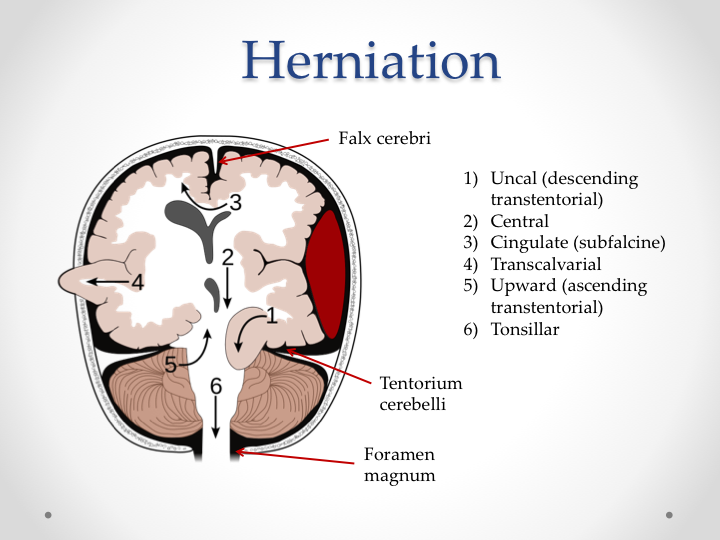 Herniation
Falx cerebri
1) Uncal (descending
transtentorial)
2) Central
3) Cingulate (subfalcine)
4) Transcalvarial
5) Upward (ascending
transtentorial)
6) Tonsillar
3
2
4
1
5
6
Tentorium
cerebelli
Foramen
magnum